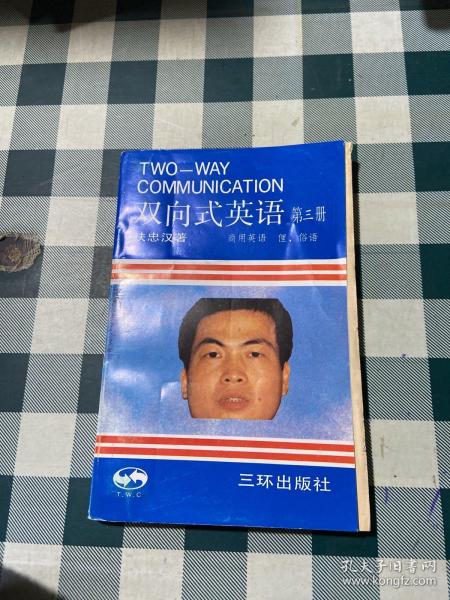 TWO—WAY
COMMUNICATION
双向式英语 第三册
扶忠汉著 商用英语 俚、俗语
T.W.C
三环出版社
孔夫子旧书网
www.kongfz.com